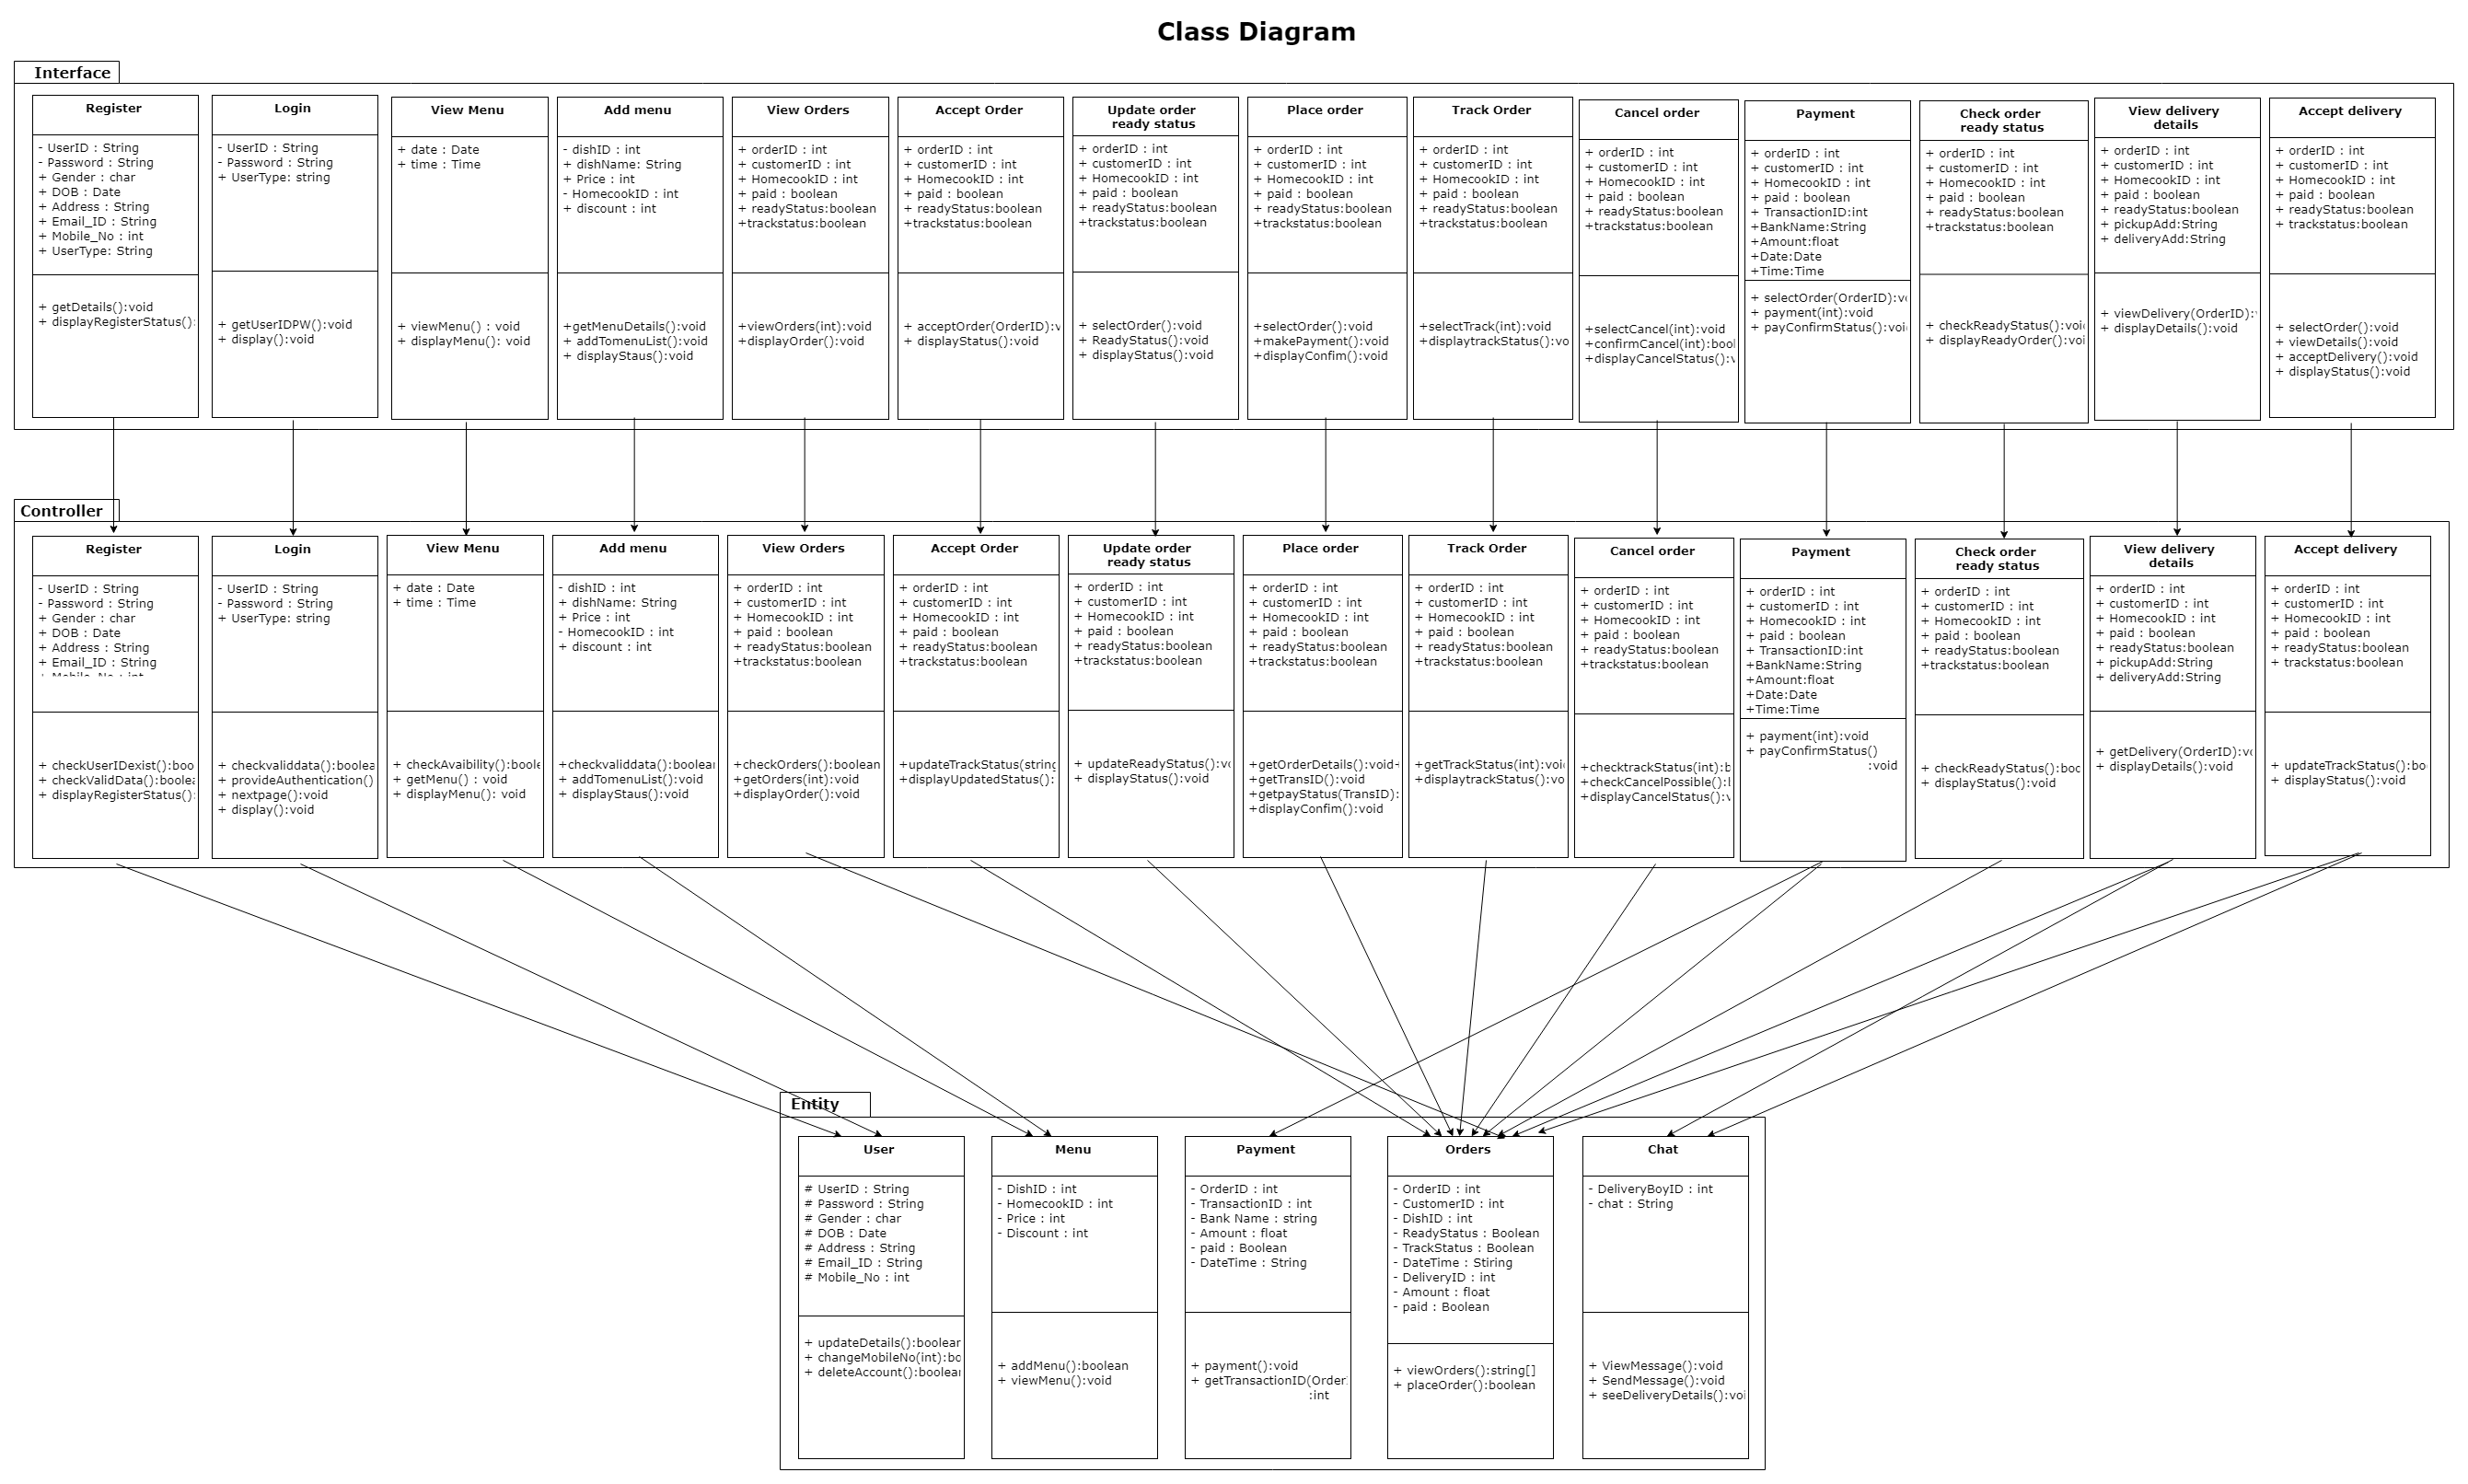 Class Diagram
Interface
Register
- UserID : String
- Password : String
+ Gender : char
+ DOB : Date
+ Address : String
+ Email_ID : String
+ Mobile_No : int
+ UserType: String
+ getDetails():void
+ displayRegisterStatus():
Login
- UserID : String
- Password : String
+ UserType: string
+ getUserIDPW():void
+ display():void
View Menu
+ date : Date
+ time : Time
+ viewMenu() : void
+ displayMenu(): void
Add menu
- dishID : int
+ dishName: String
+ Price : int
- HomecookID : int
+ discount : int
+getMenuDetails():void
+ addTomenuList():void
+ displayStaus():void
View Orders
+ orderID : int
+ customerID : int
+ HomecookID : int
+ paid : boolean
+ readyStatus:boolean
+trackstatus:boolean
+viewOrders(int):void
+displayOrder():void
Accept Order
+ orderID : int
+ customerID : int
+ HomecookID : int
+ paid : boolean
+ readyStatus:boolean
+trackstatus:boolean
+ acceptOrder(OrderID):v
+ displayStatus():void
Update order
ready status
+ orderID : int
+ customerID : int
+ HomecookID : int
+ paid : boolean
+ readyStatus:boolean
+trackstatus:boolean
+ selectOrder():void
+ ReadyStatus():void
+ displayStatus():void
Place order
+ orderID : int
+ customerID : int
+ HomecookID : int
+ paid : boolean
+ readyStatus:boolean
+trackstatus:boolean
+selectOrder():void
+makePayment():void
+displayConfim():void
Track Order
+ orderID : int
+ customerID : int
+ HomecookID : int
+ paid : boolean
+ readyStatus:boolean
+trackstatus:boolean
+selectTrack(int):void
+displaytrackStatus():vo
Cancel order
+ orderID : int
+ customerID : int
+ HomecookID : int
+ paid : boolean
+ readyStatus:boolean
+trackstatus:boolean
+selectCancel(int):void
+confirmCancel(int):bool
+displayCancelStatus():v
Payment
+ orderID : int
+ customerID : int
+ HomecookID : int
+ paid : boolean
+ TransactionID:int
+BankName:String
+Amount:float
+Date:Date
+Time:Time
+ selectOrder(OrderID):vo
+ payment(int):void
+ payConfirmStatus():void
Check order
ready status
+ orderID : int
+ customerID : int
+ HomecookID : int
+ paid : boolean
+ readyStatus:boolean
+trackstatus:boolean
+ checkReadyStatus():void
+ displayReadyOrder():void
View delivery
details
+ orderID : int
+ customerID : int
+ HomecookID : int
+ paid : boolean
+ readyStatus:boolean
+ pickupAdd:String
+ deliveryAdd:String
+ viewDelivery(OrderID):
+ displayDetails():void
Accept delivery
+ orderID : int
+ customerID : int
+ HomecookID : int
+ paid : boolean
+ readyStatus:boolean
+ trackstatus:boolean
+ selectOrder():void
+ viewDetails():void
+ acceptDelivery():void
+ displayStatus():void
Controller
Register
- UserID : String
- Password : String
+ Gender : char
+ DOB : Date
+ Address : String
+ Email_ID : String
+ Mobile_No : int
+ checkUserIDexist():boo
+ checkValidData():boolea
+ displayRegisterStatus():
Login
- UserID : String
- Password : String
+ UserType: string
+ checkvaliddata():boolea
+ provideAuthentication()
+ nextpage():void
+ display():void
View Menu
+ date : Date
+ time : Time
+ checkAvaibility():boole
+ getMenu() : void
+ displayMenu(): void
Add menu
- dishID : int
+ dishName: String
+ Price : int
- HomecookID : int
+ discount : int
+checkvaliddata():boolean
+ addTomenuList():void
+ displayStaus():void
View Orders
+ orderID : int
+ customerID : int
+ HomecookID : int
+ paid : boolean
+ readyStatus:boolean
+trackstatus:boolean
+checkOrders():boolean
+getOrders(int):void
+displayOrder():void
Accept Order
+ orderID : int
+ customerID : int
+ HomecookID : int
+ paid : boolean
+ readyStatus:boolean
+trackstatus:boolean
+updateTrackStatus(string
+displayUpdatedStatus():
Update order
ready status
+ orderID : int
+ customerID : int
+ HomecookID : int
+ paid : boolean
+ readyStatus:boolean
+trackstatus:boolean
+ updateReadyStatus():vo
+ displayStatus():void
Place order
+ orderID : int
+ customerID : int
+ HomecookID : int
+ paid : boolean
+ readyStatus:boolean
+trackstatus:boolean
+getOrderDetails():void+
+getTransID():void
+getpayStatus(TransID):
+displayConfim():void
Track Order
+ orderID : int
+ customerID : int
+ HomecookID : int
+ paid : boolean
+ readyStatus:boolean
+trackstatus:boolean
+getTrackStatus(int):voi
+displaytrackStatus():vo
Cancel order
+ orderID : int
+ customerID : int
+ HomecookID : int
+ paid : boolean
+ readyStatus:boolean
+trackstatus:boolean
+checktrackStatus(int):b
+checkCancelPossible():b
+displayCancelStatus():v
Payment
+ orderID : int
+ customerID : int
+ HomecookID : int
+ paid : boolean
+ TransactionID:int
+BankName:String
+Amount:float
+Date:Date
+Time:Time
+ payment(int):void
+ payConfirmStatus()
:void
Check order
ready status
+ orderID : int
+ customerID : int
+ HomecookID : int
+ paid : boolean
+ readyStatus:boolean
+trackstatus:boolean
+ checkReadyStatus():boo
+ displayStatus():void
View delivery
details
+ orderID : int
+ customerID : int
+ HomecookID : int
+ paid : boolean
+ readyStatus:boolean
+ pickupAdd:String
+ deliveryAdd:String
+ getDelivery(OrderID):vo
+ displayDetails():void
Accept delivery
+ orderID : int
+ customerID : int
+ HomecookID : int
+ paid : boolean
+ readyStatus:boolean
+ trackstatus:boolean
+ updateTrackStatus():bo
+ displayStatus():void
Entity
User
# UserID : String
# Password : String
# Gender : char
# DOB : Date
# Address : String
# Email_ID : String
# Mobile_No : int
+ updateDetails():boolean
+ changeMobileNo(int):bo
+ deleteAccount():boolean
Menu
- DishID : int
- HomecookID : int
- Price : int
- Discount : int
+ addMenu():boolean
+ viewMenu():void
Payment
- OrderID : int
- TransactionID : int
- Bank Name : string
- Amount : float
- paid : Boolean
- DateTime : String
+ payment():void
+ getTransactionID(Order
:int
Orders
- OrderID : int
- CustomerID : int
- DishID : int
- ReadyStatus : Boolean
- TrackStatus : Boolean
- DateTime : Stiring
- DeliveryID : int
- Amount : float
- paid : Boolean
+ viewOrders():string[]
+ placeOrder():boolean
Chat
- DeliveryBoyID : int
- chat : String
+ ViewMessage():void
+ SendMessage():void
+ seeDeliveryDetails():voi